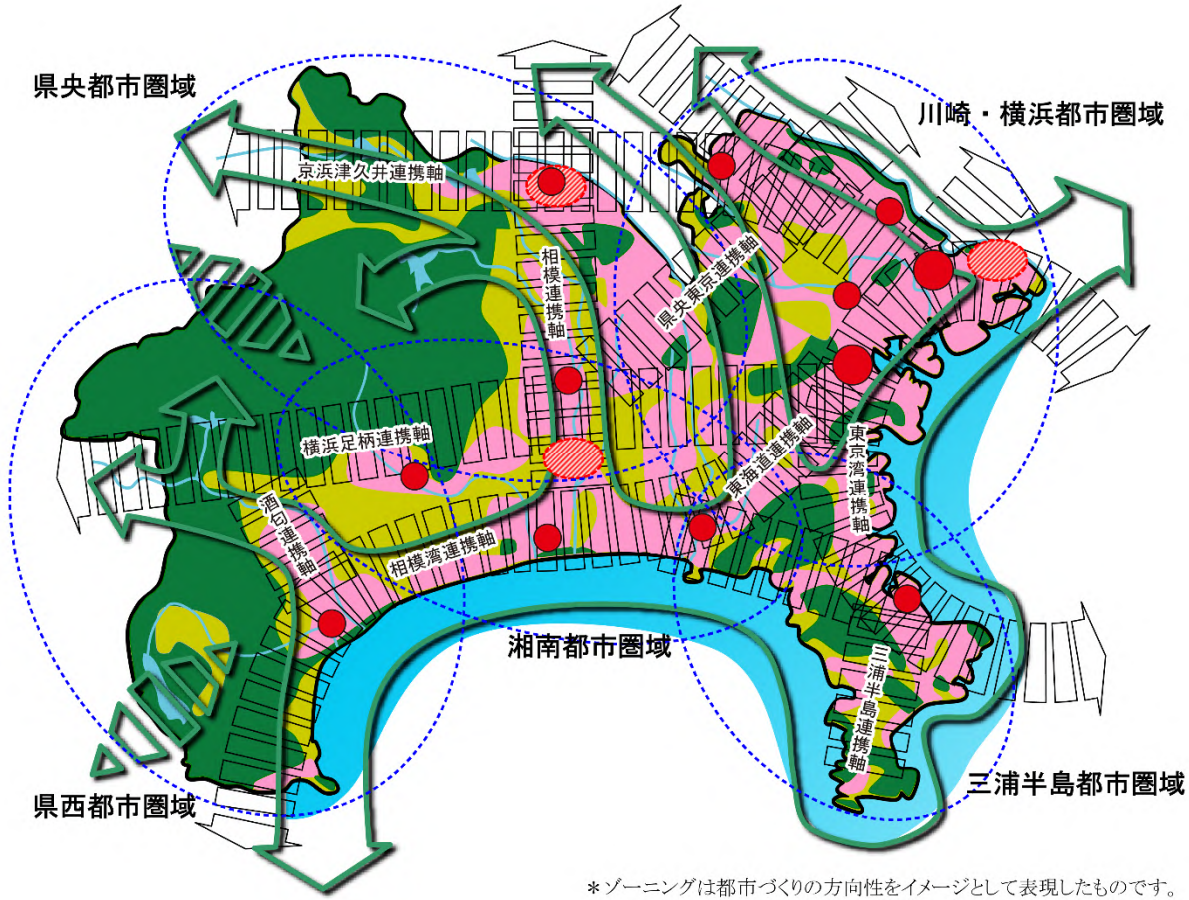 県央都市圏域
川崎・横浜都市圏域
京浜津久井連携軸
相模連携軸
県央東京連携軸
横浜足柄連携軸
東海道連携軸
東京湾連携軸
酒匂連携軸
相模湾連携軸
湘南都市圏域
三浦半島連携軸
三浦半島都市圏域
県西都市圏域
＊ゾーニングは都市づくりの方向性をイメージとして表現したものです。